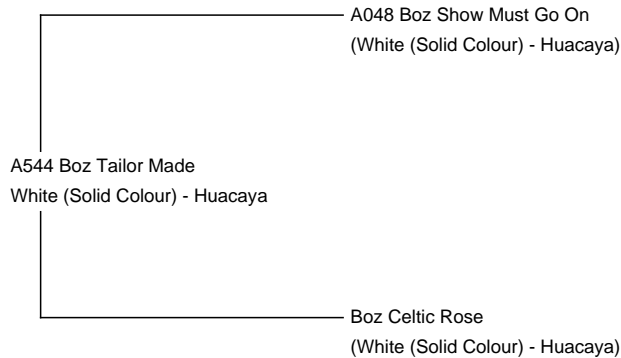 A048 Boz Show Must Go On
(White (Solid Colour) - Huacaya)
A544 Boz Tailor Made
White (Solid Colour) - Huacaya
Boz Celtic Rose
(White (Solid Colour) - Huacaya)